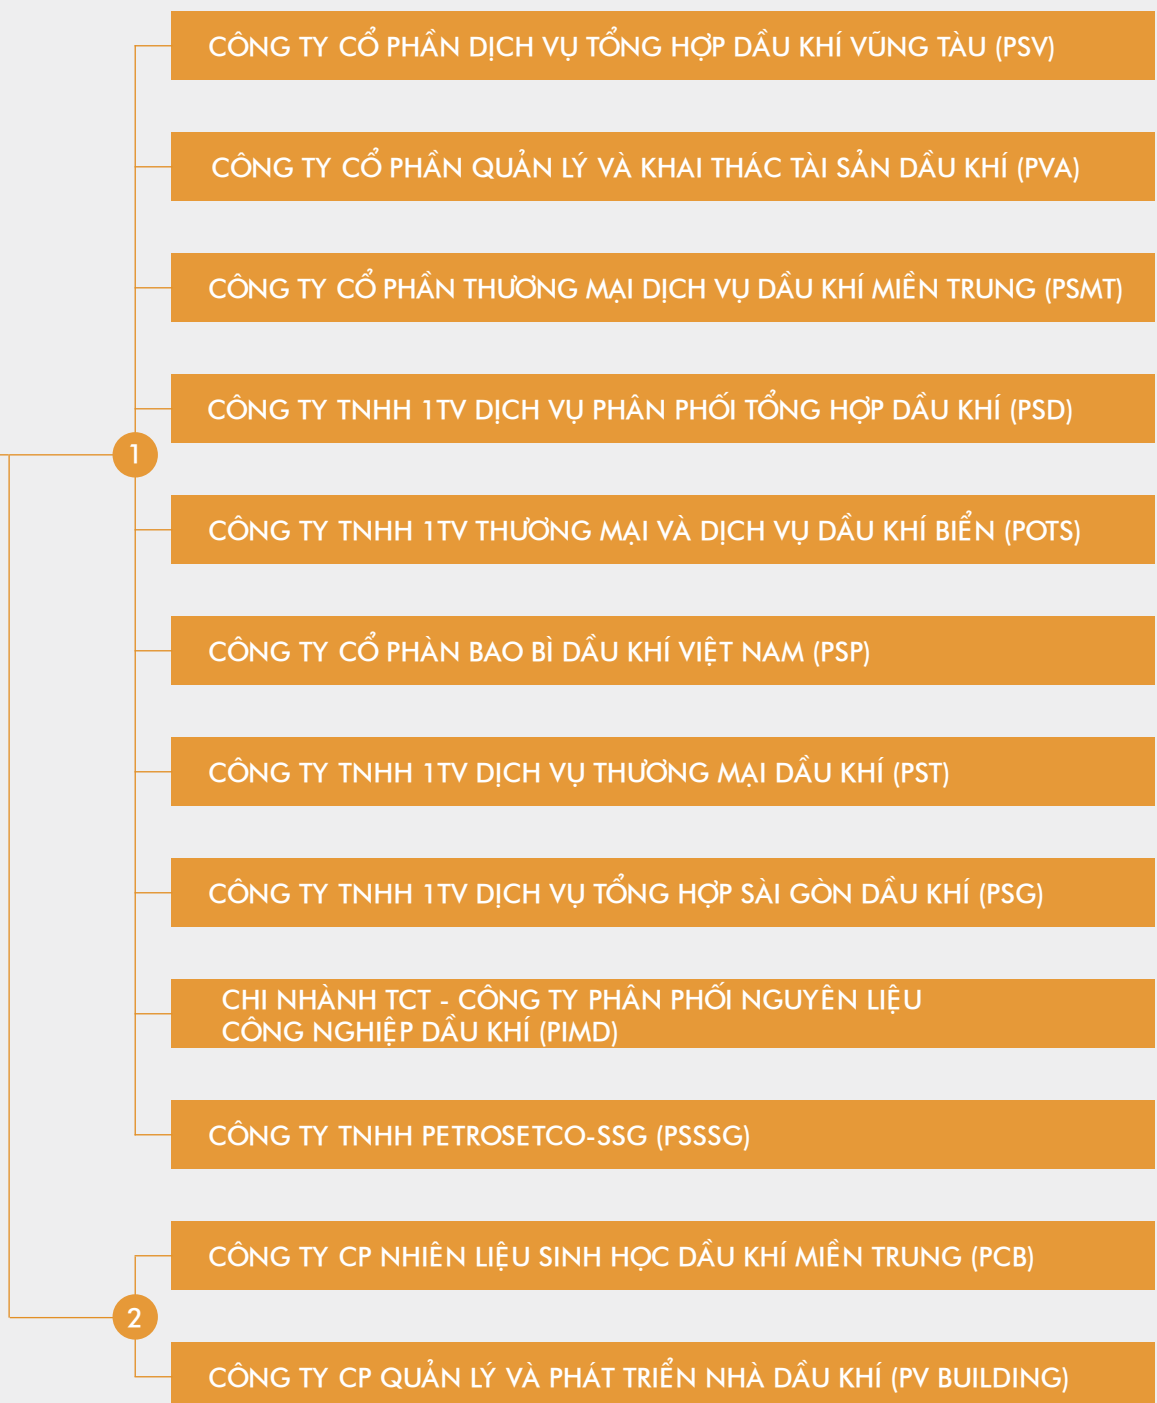 CÔNG TY CỔ PHẦN DỊCH VỤ TỔNG HỢP DẦU KHÍ VŨNG TÀU (PSV)
CÔNG TY CỔ PHẦN QUẢN LÝ VÀ KHAI THÁC TÀI SẢN DẦU KHÍ (PVA)
CÔNG TY CỔ PHẦN THƯƠNG MẠI DỊCH VỤ DẦU KHÍ MIỀN TRUNG (PSMT)
CÔNG TY TNHH 1TV DỊCH VỤ PHÂN PHỐI TỔNG HỢP DẦU KHÍ (PSD)
1
CÔNG TY TNHH 1TV THƯƠNG MẠI VÀ DỊCH VỤ DẦU KHÍ BIỂN (POTS)
CÔNG TY CỔ PHÀN BAO BÌ DẦU KHÍ VIỆT NAM (PSP)
CÔNG TY TNHH 1TV DỊCH VỤ THƯƠNG MẠI DẦU KHÍ (PST)
CÔNG TY TNHH 1TV DỊCH VỤ TỔNG HỢP SÀI GÒN DẦU KHÍ (PSG)
CHI NHÀNH TCT - CÔNG TY PHÂN PHỐI NGUYÊN LIỆU
CÔNG NGHIỆP DẦU KHÍ (PIMD)
CÔNG TY TNHH PETROSETCO-SSG (PSSSG)
CÔNG TY CP NHIÊN LIỆU SINH HỌC DẦU KHÍ MIỀN TRUNG (PCB)
2
CÔNG TY CP QUẢN LÝ VÀ PHÁT TRIỂN NHÀ DẦU KHÍ (PV BUILDING)